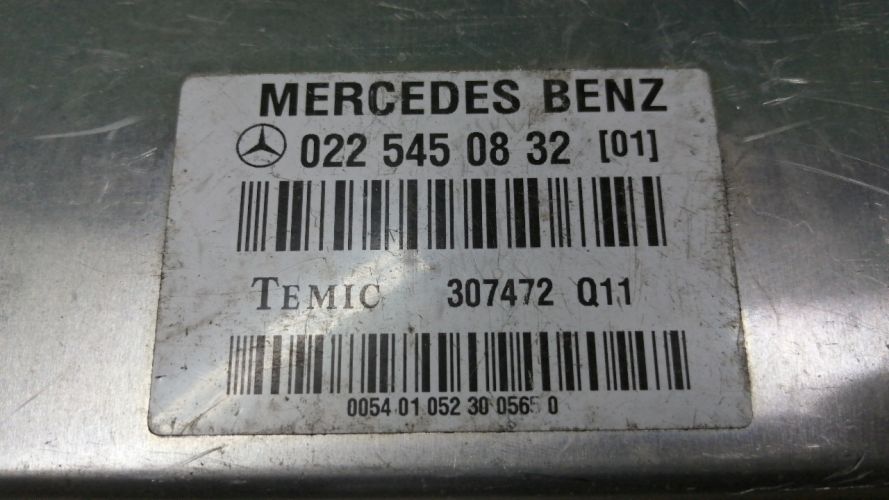 MERCEDES BENZ
022 545 08 32 [01]
TEMIC 307472 Q11
0054 01 052 30 0565 0